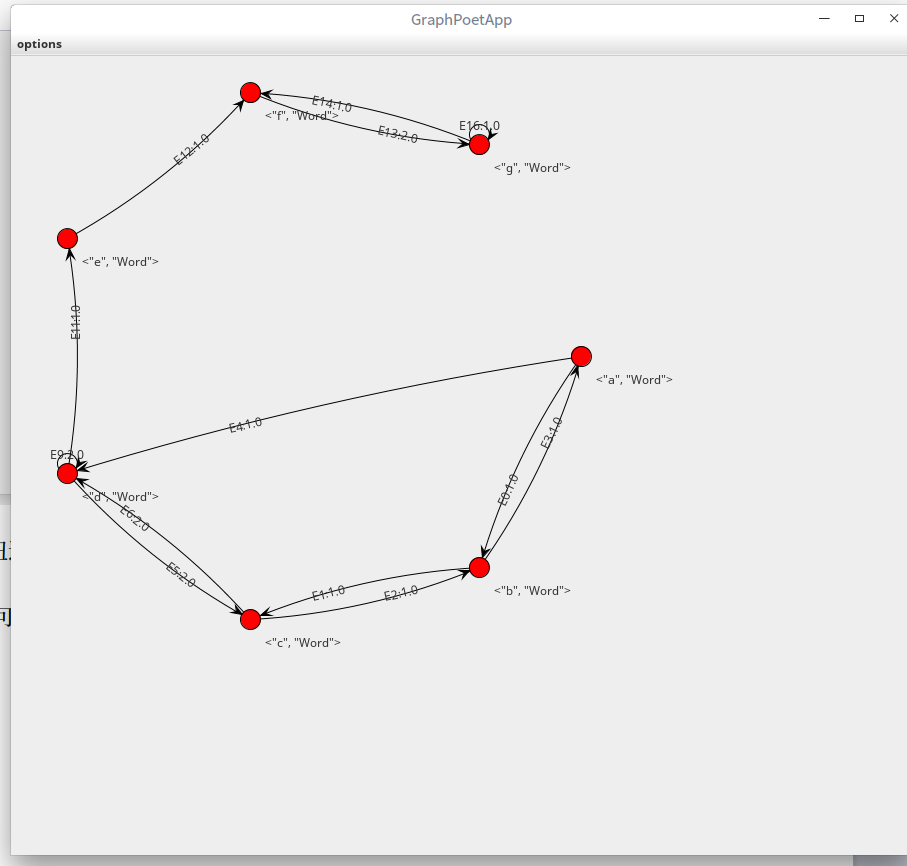 GraphPoetApp
options
E14:1.0
<"f", "Word">
E16:1.0
E13:2.0
E12:1.0
<"g", "Word">
<"e", "Word">
E11:1.0
<"a", "Word">
E4:1.0
E3:1.0
E9:2.0
E0:1.0
<"d", "Word">
E6:2.0
E5:2.0
<"b", "Word">
E1:1.0
E2:1.0
可
<"c", "Word">